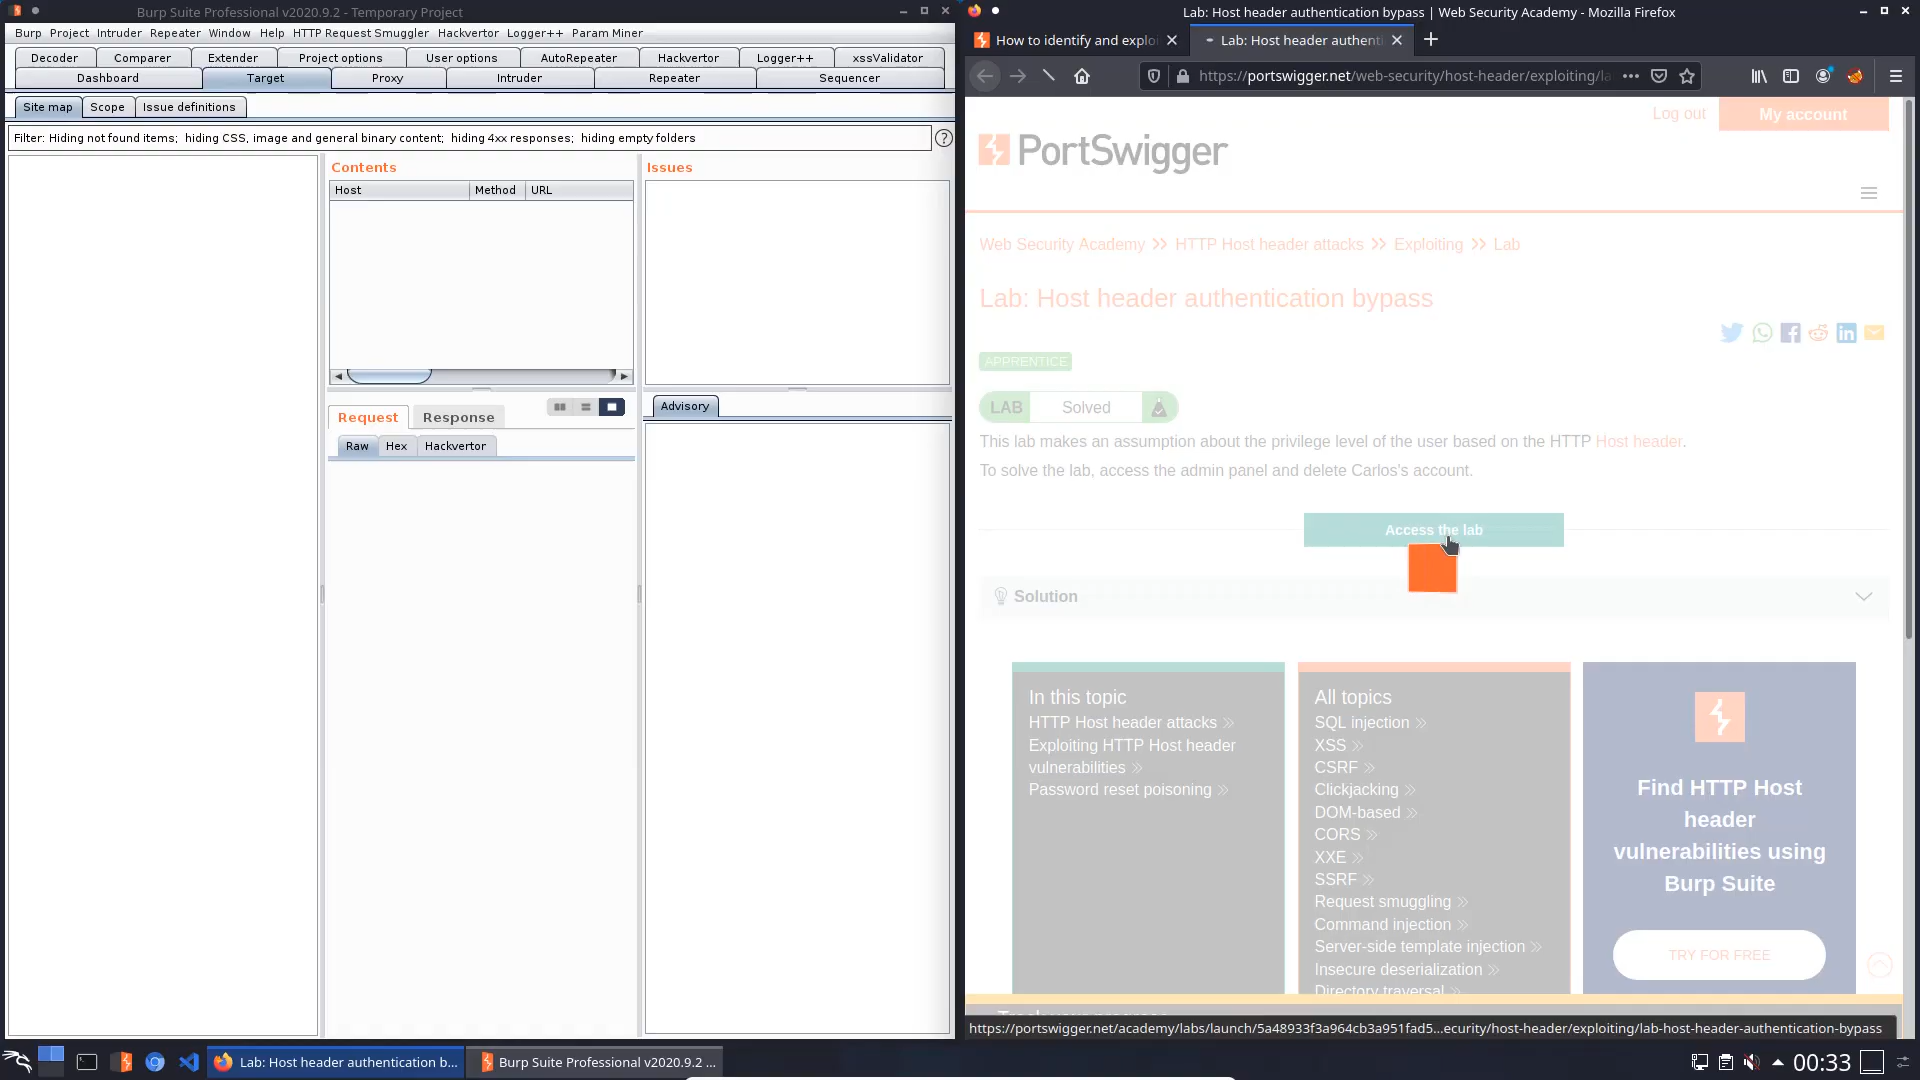 Burp Suite Professional v2020.9.2 - Temporary Project
Burp Project Intruder Repeater Window Help HTTP Request Smuggler Hackvertor Logger++ Param Miner
Decoder Comparer Extender Project options User options AutoRepeater Hackvertor Logger++ xssValidator
Dashboard Target Proxy Intruder Repeater Sequencer
Site map Scope Issue definitions
Filter: Hiding not found items; hiding CSS, image and general binary content; hiding 4xx responses; hiding empty folders
?
Contents
Host Method URL
Issues
Request Response
Raw Hex Hackvertor
Advisory
Lab: Host header authentication bypass | Web Security Academy - Mozilla Firefox
How to identify and exploi
Lab: Host header authenti
https://portswigger.net/web-security/host-header/exploiting/la
Log out My account
PortSwigger
Web Security Academy Lab HTTP Host header attacks Exploiting Lab
Lab: Host header authentication bypass
APPRENTICE
LAB Solved
This lab makes an assumption about the privilege level of the user based on the HTTP Host header.
To solve the lab, access the admin panel and delete Carlos's account.
Access the lab
Solution
In this topic
HTTP Host header attacks
Exploiting HTTP Host header
vulnerabilities
Password reset poisoning
All topics
SQL injection
XSS
CSRF
Clickjacking
DOM-based
CORS
XXE
SSRF
Request smuggling
Command injection
Server-side template injection
Insecure deserialization
Directory traversal
Find HTTP Host
header
vulnerabilities using
Burp Suite
TRY FOR FREE
https://portswigger.net/academy/labs/launch/5a48933f3a964cb3a951fad5...ecurity/host-header/exploiting/lab-host-header-authentication-bypass
Lab: Host header authentication b...
Burp Suite Professional v2020.9.2 ...
00:33